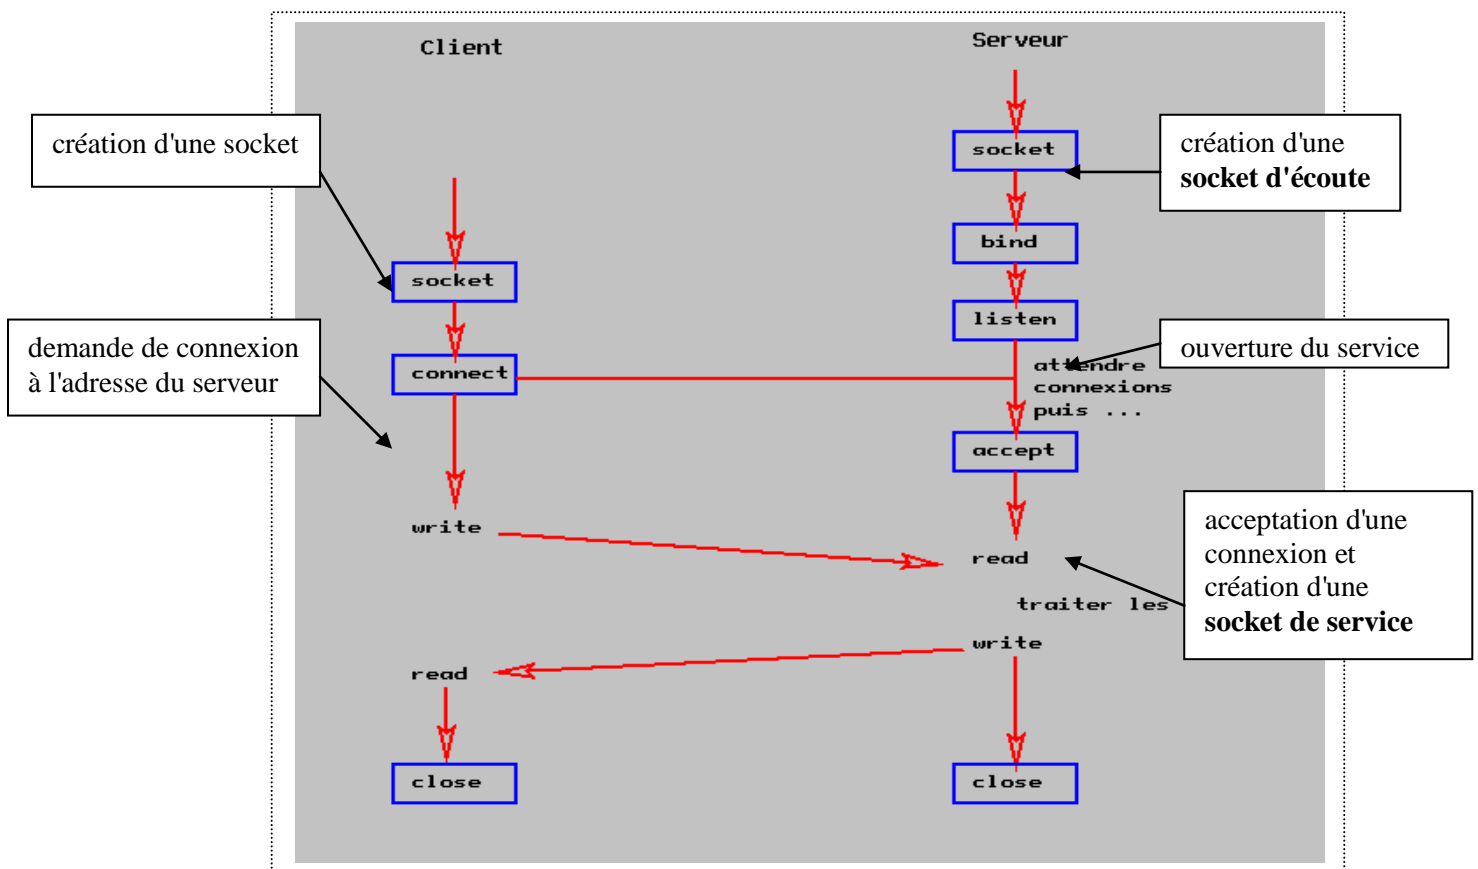 Client
Serveur
création d'une socket
socket
création d'une
socket d'écoute
bind
socket
listen
demande de connexion
à l'adresse du serveur
connect
ouverture du service
attendre
connexions
puis ...
accept
write
read
acceptation d'une
connexion et
création d'une
socket de service
traiter les
write
read
close
close